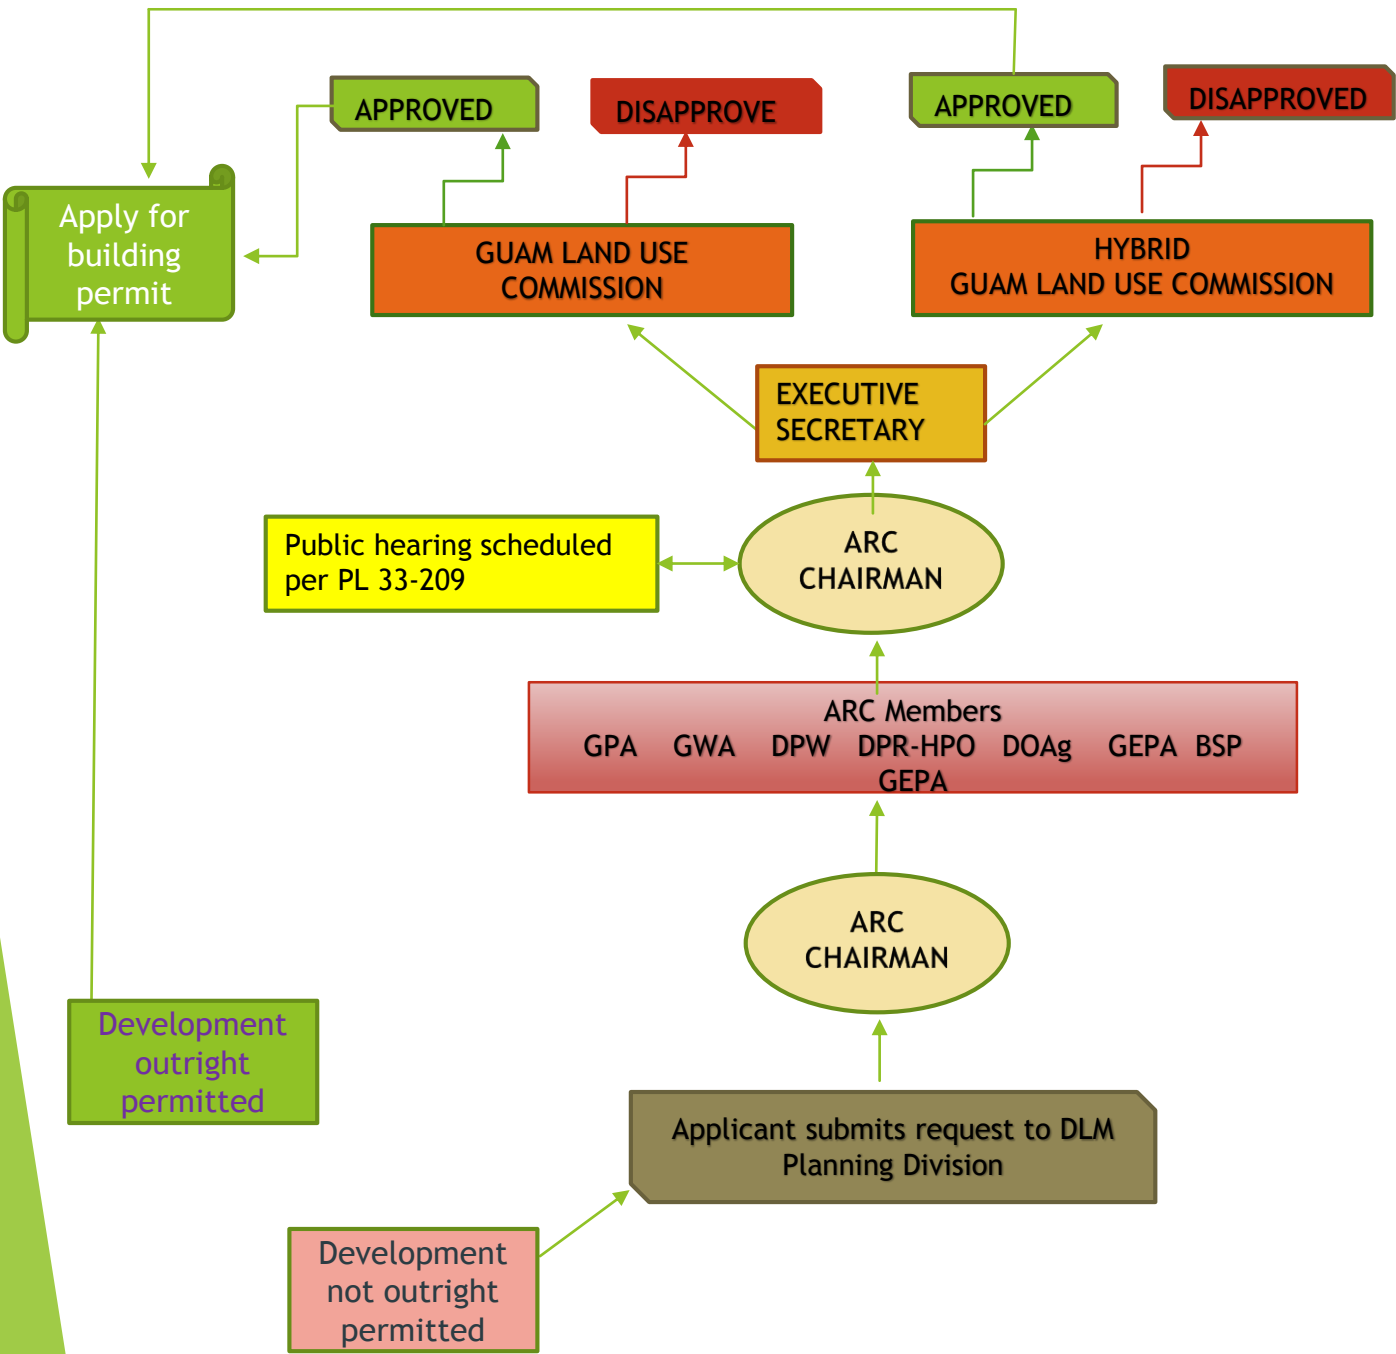 APPROVED
DISAPPROVE
APPROVED
DISAPPROVED
Apply for
building
permit
GUAM LAND USE
COMMISSION
HYBRID
GUAM LAND USE COMMISSION
EXECUTIVE
SECRETARY
Public hearing scheduled
per PL 33-209
ARC
CHAIRMAN
ARC Members
GPA GWA DPW DPR-HPO DOAg GEPA BSP
GEPA
ARC
CHAIRMAN
Development
outright
permitted
Applicant submits request to DLM
Planning Division
Development
not outright
permitted